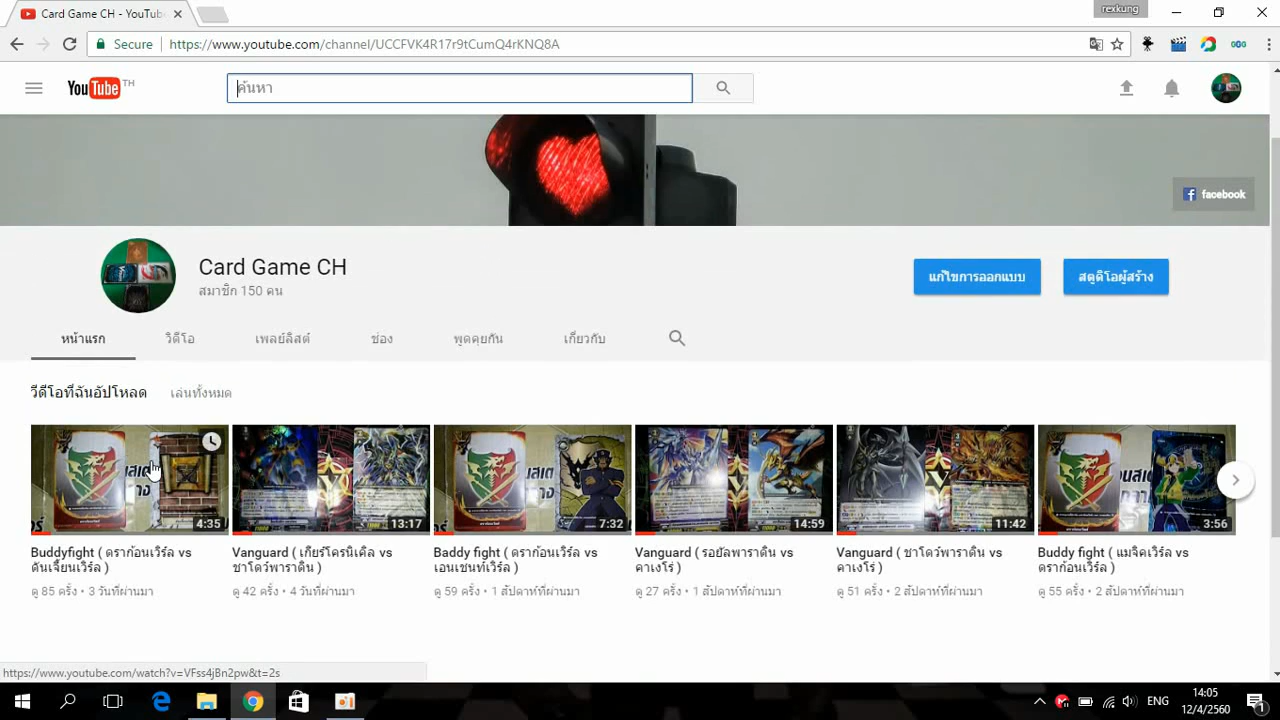 Card Game CH - YouTub
rexkung
Secure
https://www.youtube.com/channel/UCCFVK4R17r9tCumQ4rKNQ8A
YouTube TH
ค้นหา
facebook
Card Game CH
สมาชิก 150 คน
แก้ไขการออกแบบ
สตูดิโอผู้สร้าง
หน้าแรก
วิดีโอ
เพลย์ลิสต์
ช่อง
พูดคุยกัน
เกี่ยวกับ
วีดีโอที่ฉันอัปโหลด
เล่นทั้งหมด
4:35
13:17
7:32
14:59
11:42
3:56
Buddyfight ( ดราก้อนเวิร์ล vs
ดันเจี้ยนเวิร์ล )
ดู 85 ครั้ง • 3 วันที่ผ่านมา
Vanguard ( เกียร์โครนิเคิล vs
ชาโดว์พาราดิน )
ดู 42 ครั้ง • 4 วันที่ผ่านมา
Baddy fight ( ดราก้อนเวิร์ล vs
เอนเชนท์เวิร์ล )
ดู 59 ครั้ง • 1 สัปดาห์ที่ผ่านมา
Vanguard ( รอยัลพาราดิน vs
คาเงโร่ )
ดู 27 ครั้ง • 1 สัปดาห์ที่ผ่านมา
Vanguard ( ชาโดว์พาราดิน vs
คาเงโร่ )
ดู 51 ครั้ง • 2 สัปดาห์ที่ผ่านมา
Buddy fight ( แมจิคเวิร์ล vs
ดราก้อนเวิร์ล )
ดู 55 ครั้ง • 2 สัปดาห์ที่ผ่านมา
https://www.youtube.com/watch?v=VFss4jBn2pw&t=2s
ENG
14:05
12/4/2560